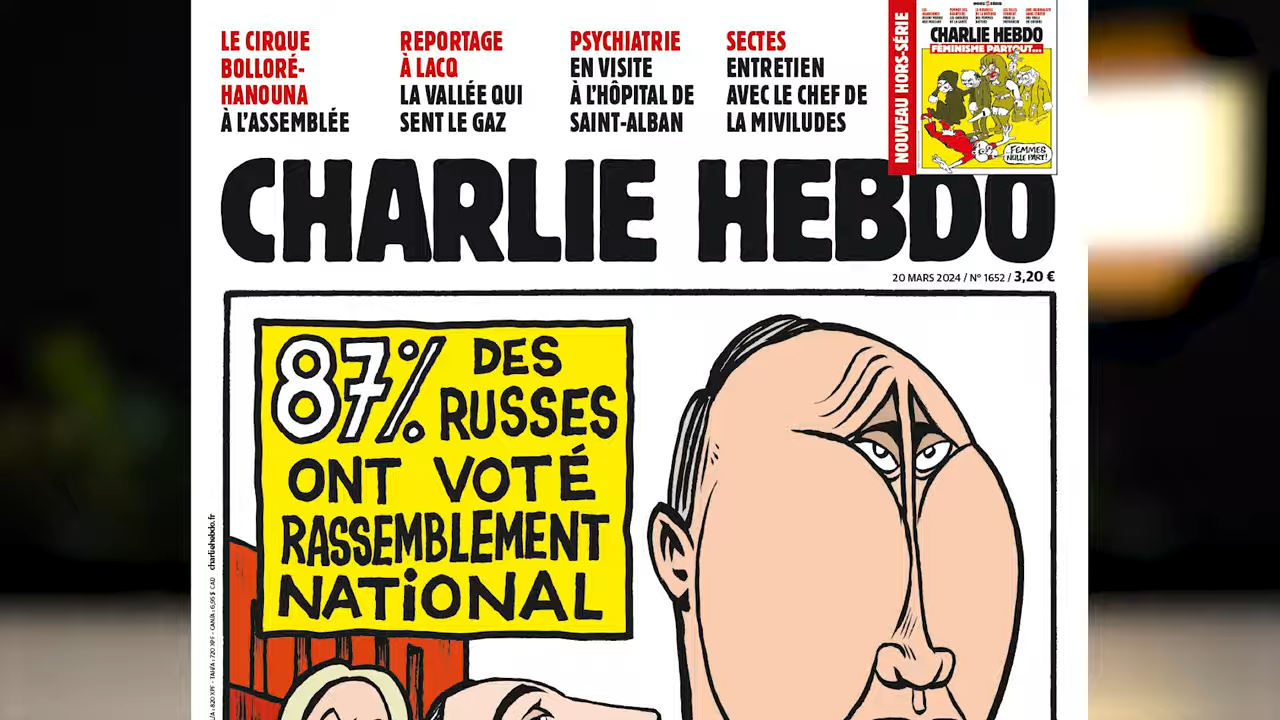 LE CIRQUE
BOLLORÉ-
HANOUNA
À L'ASSEMBLÉE
REPORTAGE
À LACQ
LA VALLÉE QUI
SENT LE GAZ
PSYCHIATRIE
EN VISITE
À L'HÔPITAL DE
SAINT-ALBAN
SECTES
ENTRETIEN
AVEC LE CHEF DE
LA MIVILUDES
NOUVEAU HORS-SÉRIE
CHARLIE HEBDO
FÉMINISME PARTOUT...
FEMMES
NULLE PART!
CHARLIE HEBDO
20 MARS 2024 / N° 1652 / 3,20 €
87% DES
RUSSES
ONT VOTÉ
RASSEMBLEMENT
NATIONAL
charliehebdo.fr